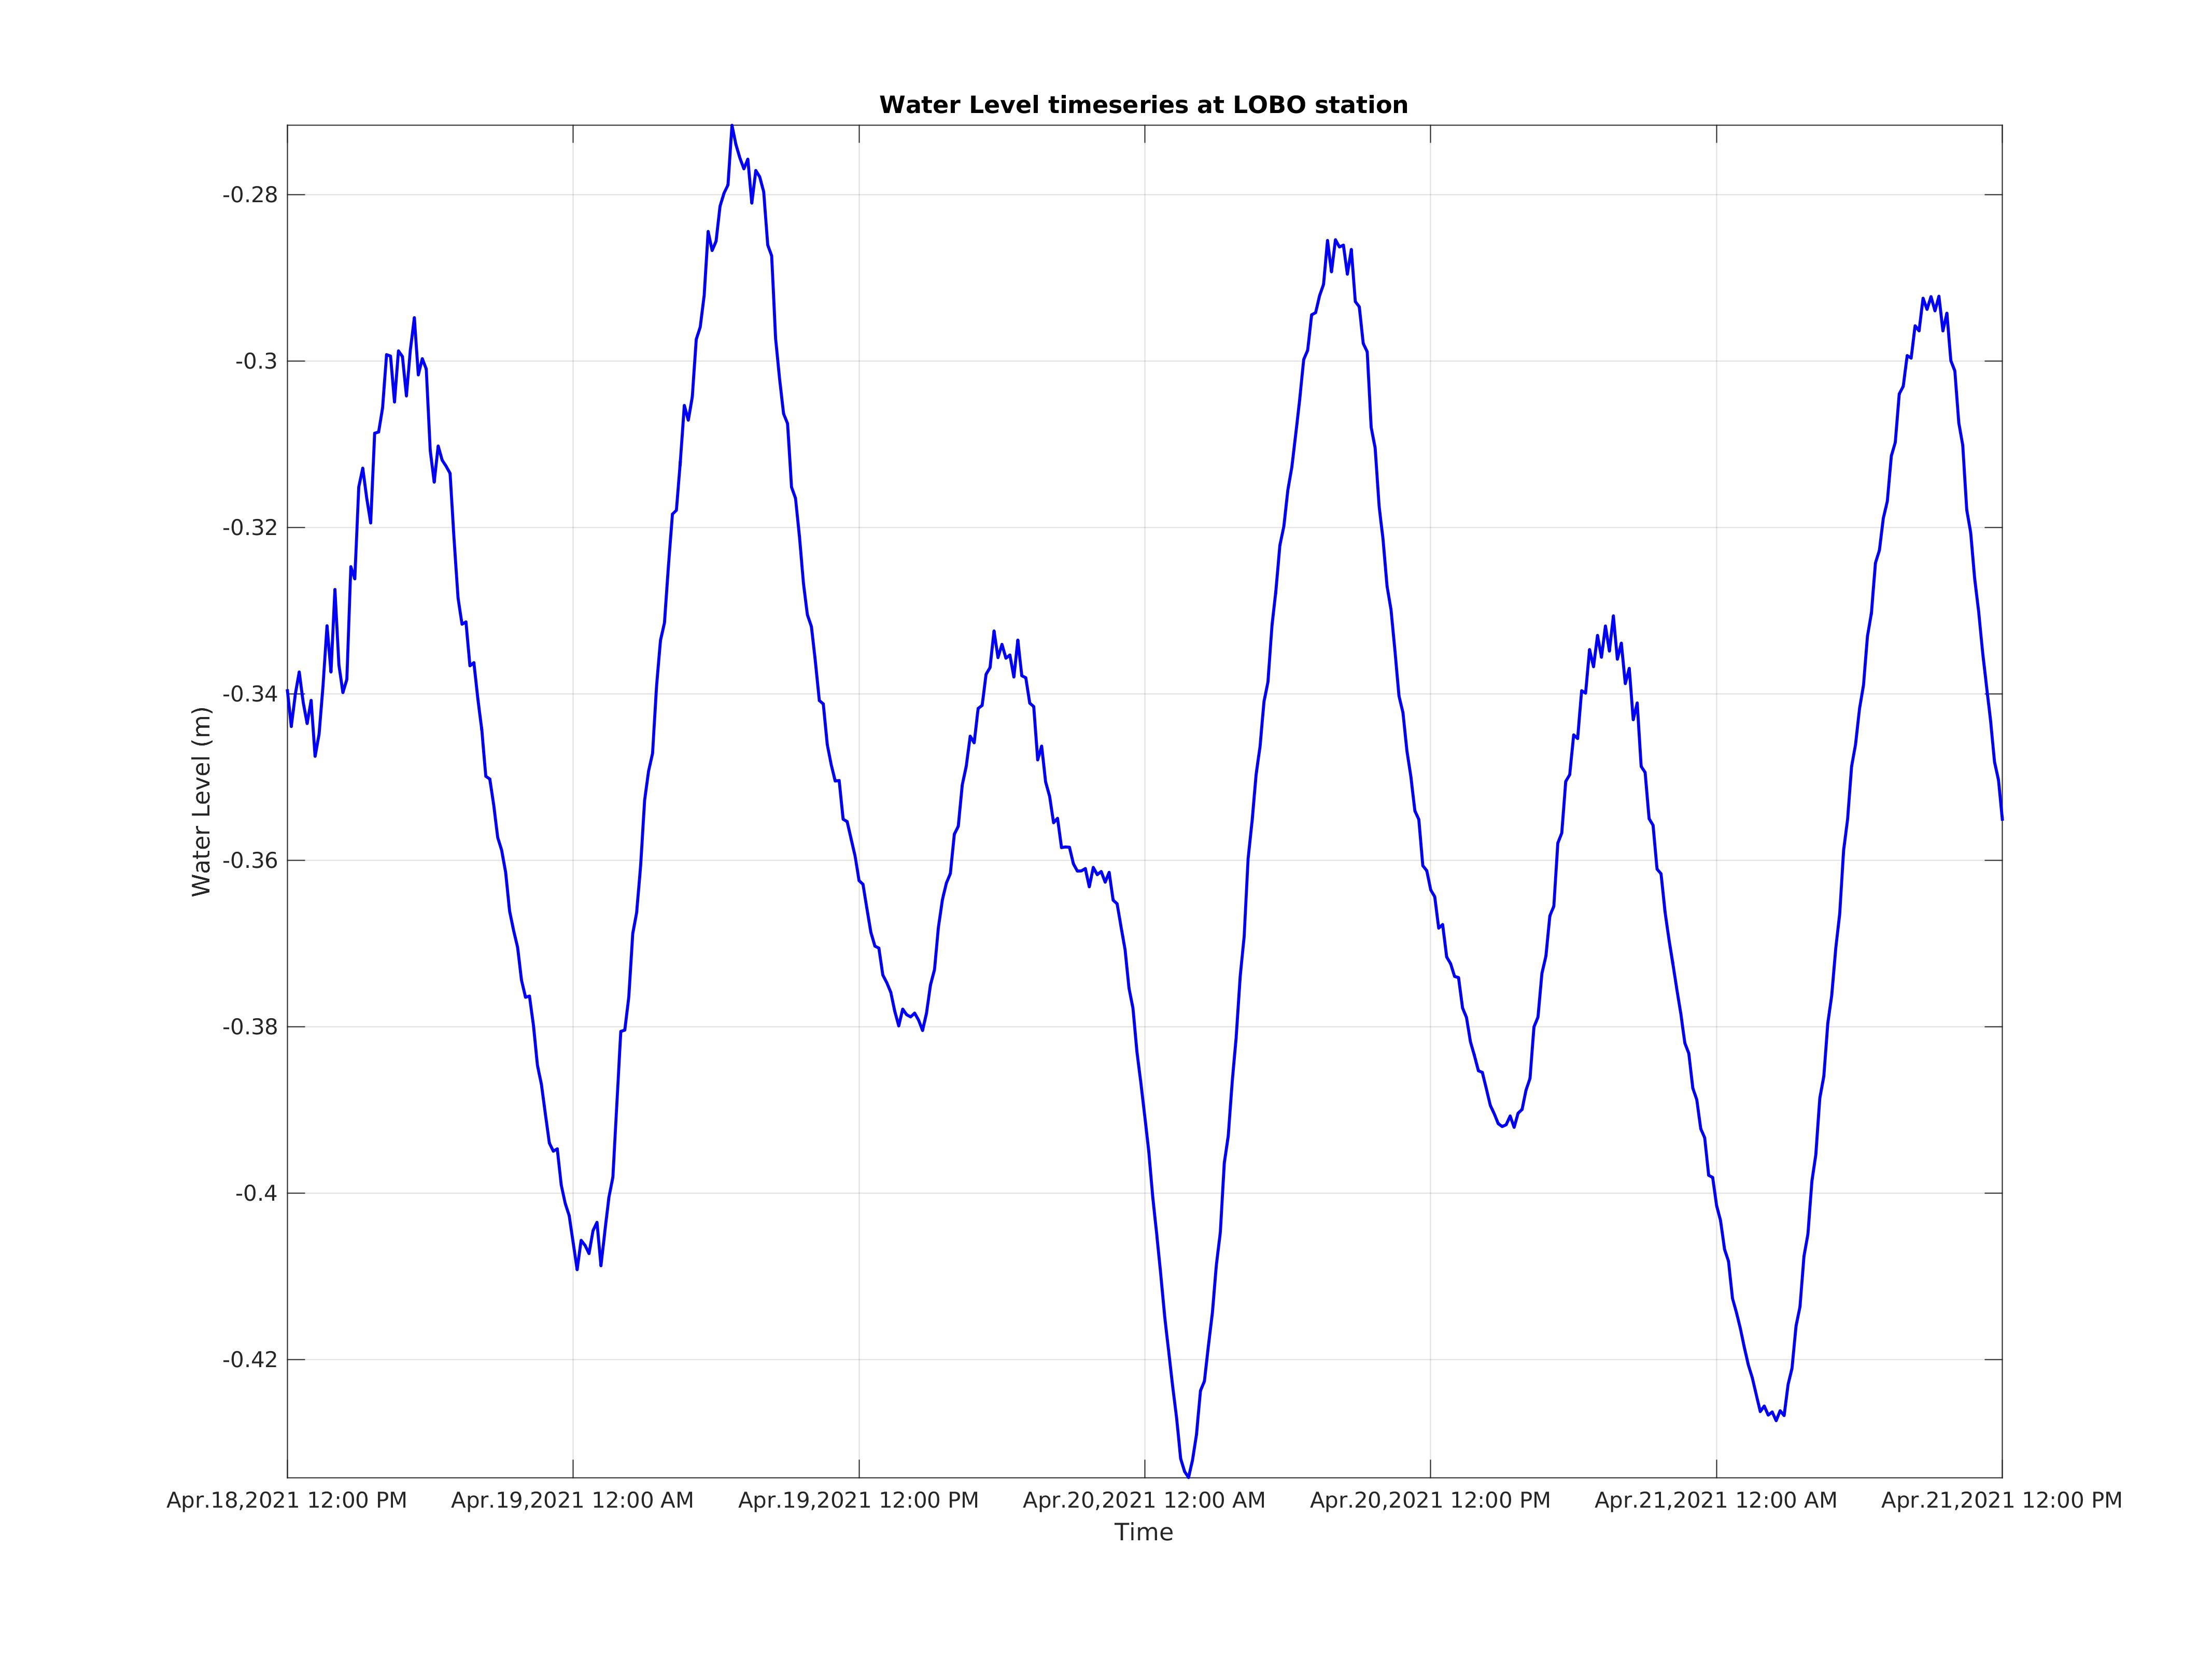 Water Level timeseries at LOBO station
-0.28
-0.3
-0.32
-0.34
-0.36
-0.38
-0.4
-0.42
Water Level (m)
Apr.18,2021 12:00 PM
Apr.19,2021 12:00 AM
Apr.19,2021 12:00 PM
Apr.20,2021 12:00 AM
Apr.20,2021 12:00 PM
Apr.21,2021 12:00 AM
Apr.21,2021 12:00 PM
Time